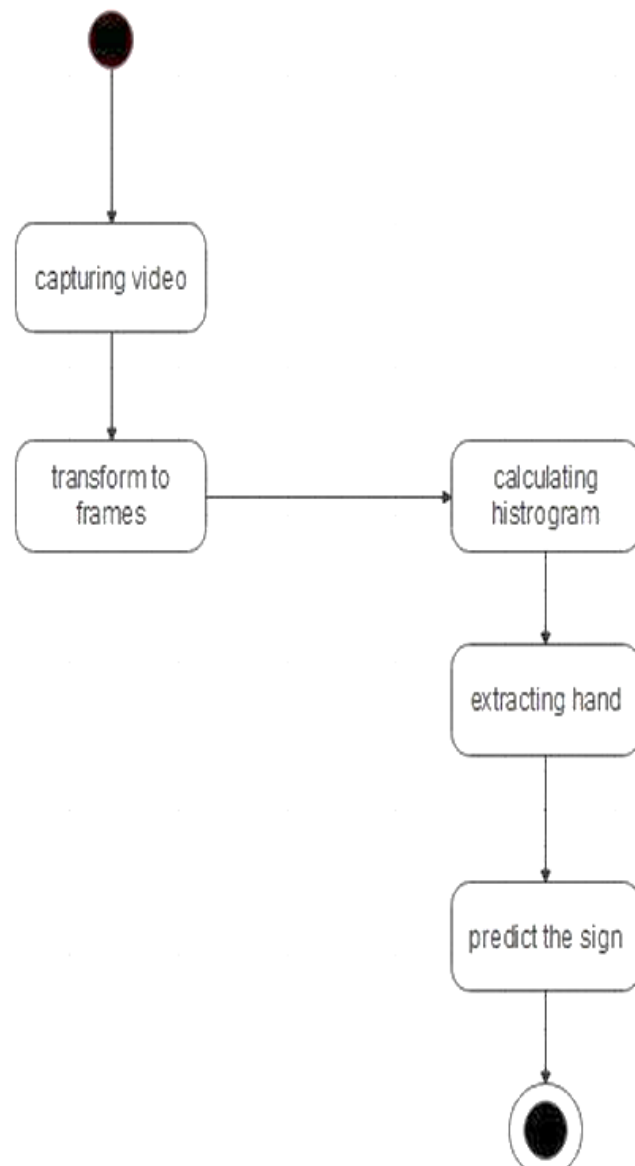 capturing video
transform to
frames
calculating
histrogram
extracting hand
predict the sign